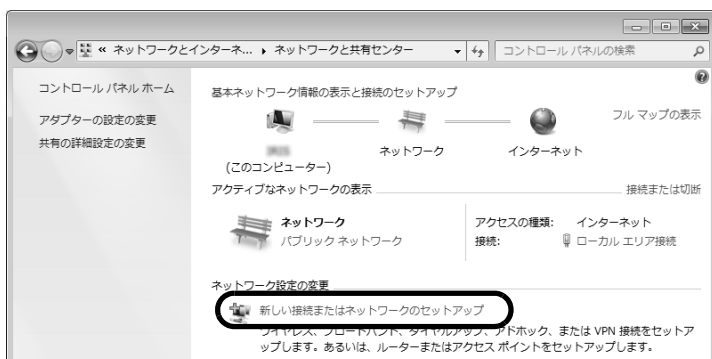 « ネットワークとインターネ... ▸ ネットワークと共有センター
コントロール パネルの検索
コントロール パネル ホーム
アダプターの設定の変更
共有の詳細設定の変更
基本ネットワーク情報の表示と接続のセットアップ
フル マップの表示
(このコンピューター)
ネットワーク
インターネット
アクティブなネットワークの表示
接続または切断
ネットワーク
パブリック ネットワーク
アクセスの種類: インターネット
接続: ローカル エリア接続
ネットワーク設定の変更
新しい接続またはネットワークのセットアップ
ワイヤレス、ブロードバンド、ダイヤルアップ、アドホック、または VPN 接続をセットア
ップします。あるいは、ルーターまたはアクセス ポイントをセットアップします。